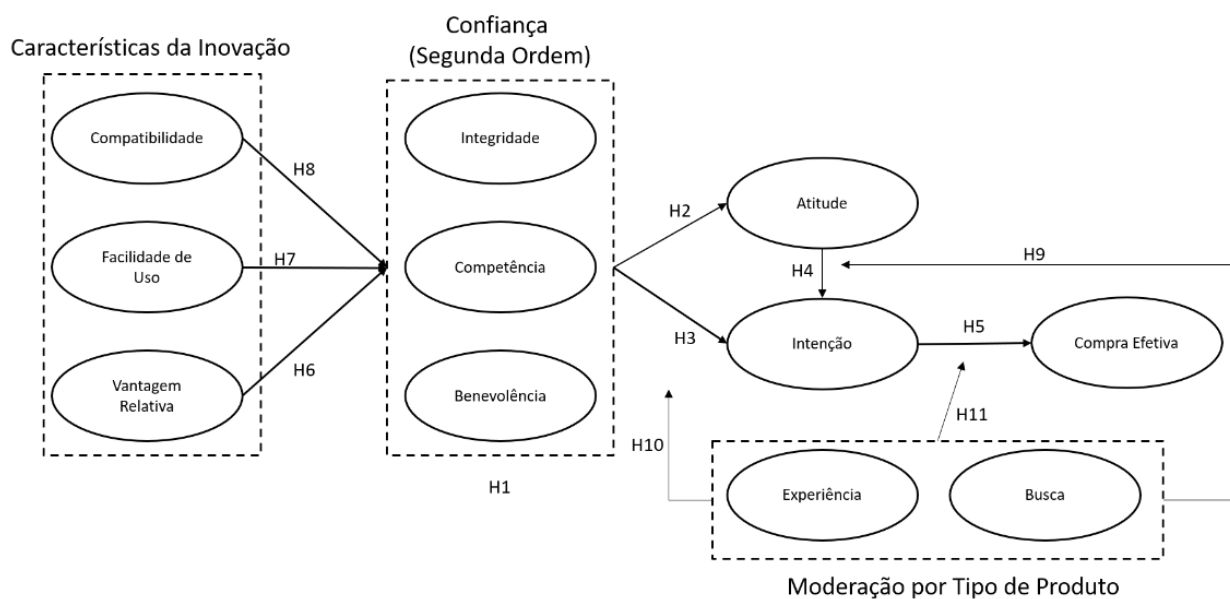 Características da Inovação
Confiança
(Segunda Ordem)
Compatibilidade
Integridade
H8
Atitude
H2
Facilidade de
Uso
H7
Competência
H4
H9
H3
Intenção
H5
Compra Efetiva
H6
Vantagem
Relativa
Benevolência
H11
H10
H1
Experiência
Busca
Moderação por Tipo de Produto